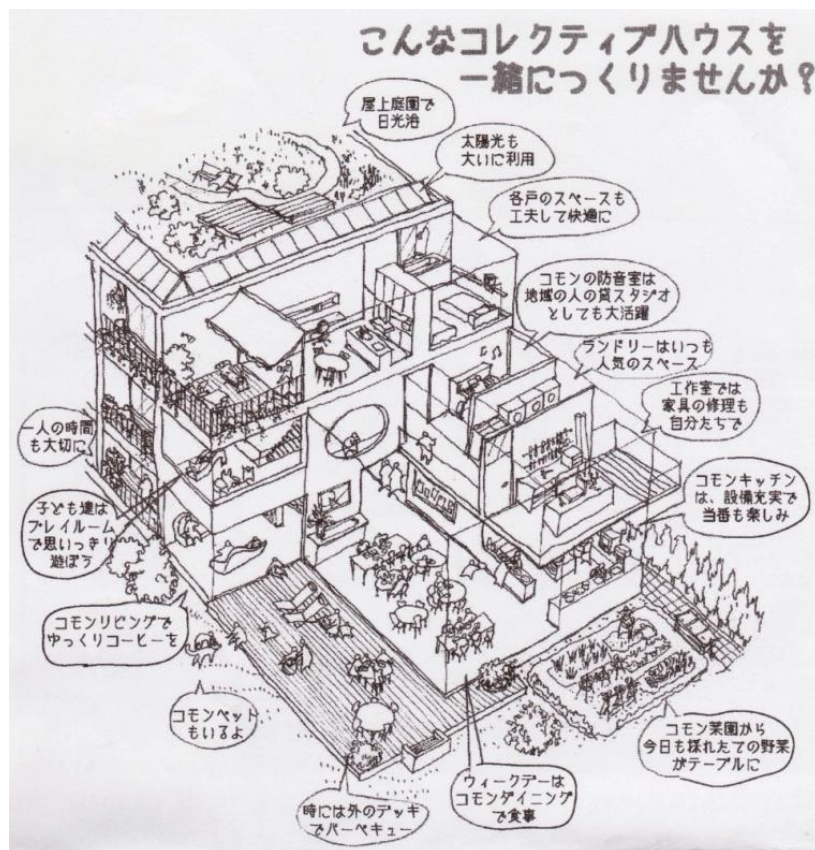 こんなコレクティブハウスを
一緒につくりませんか？
屋上庭園で
日光浴
太陽光も
大いに利用
各戸のスペースも
工夫して快適に
コモンの防音室は
地域の人の貸スタジオ
としても大活躍
ランドリーはいつも
人気のスペース
工作室では
家具の修理も
自分たちで
一人の時間
も大切に
コモンキッチン
は、設備充実で
当番も楽しみ
子ども達は
プレイルーム
で思いっきり
遊ぼう
コモンリビングで
ゆっくりコーヒーを
コモンペット
もいるよ
コモン菜園から
今日も採れたての野菜
がテーブルに
ウィークデーは
コモンダイニング
で食事
時には外のデッキ
でバーベキュー